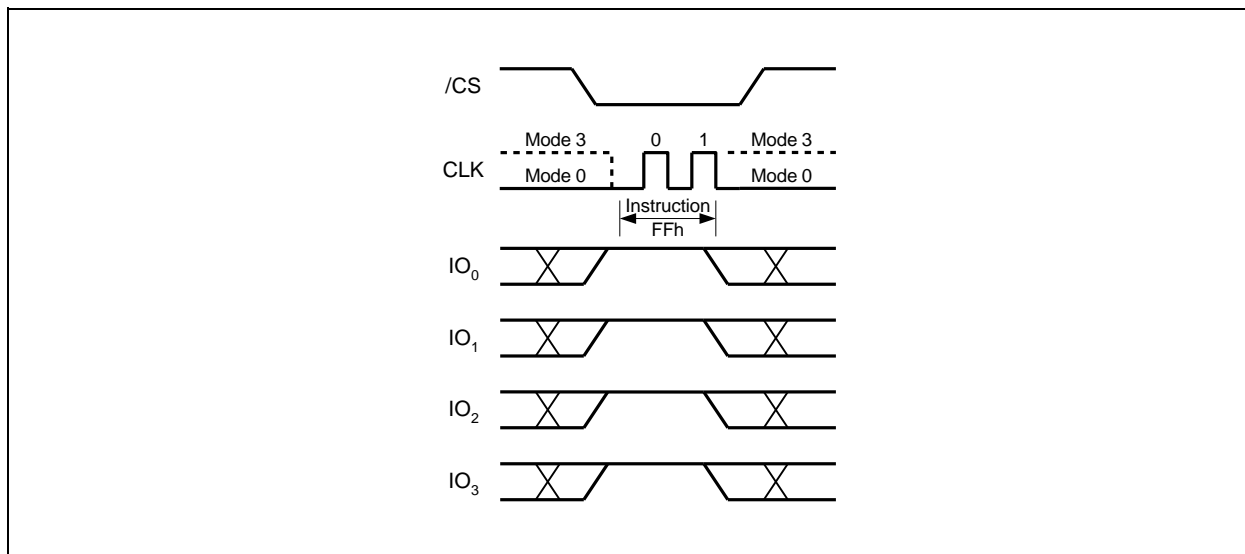 /CS
Mode 3 0 1 Mode 3
CLK
Mode 0 Mode 0
Instruction
FFh
IO0
IO1
IO2
IO3